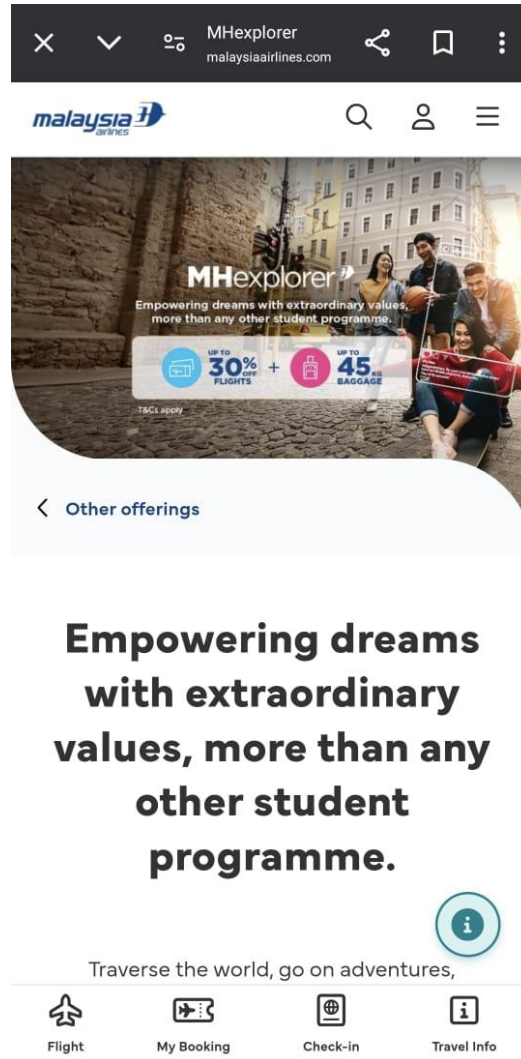 MHexplorer
malaysiaairlines.com
malaysia
airlines
MHexplorer
Empowering dreams with extraordinary values,
more than any other student programme.
UP TO
30% OFF
FLIGHTS
+
UP TO
45 KG
BAGGAGE
T&Cs apply
Other offerings
Empowering dreams
with extraordinary
values, more than any
other student
programme.
Traverse the world, go on adventures,
Flight
My Booking
Check-in
Travel Info